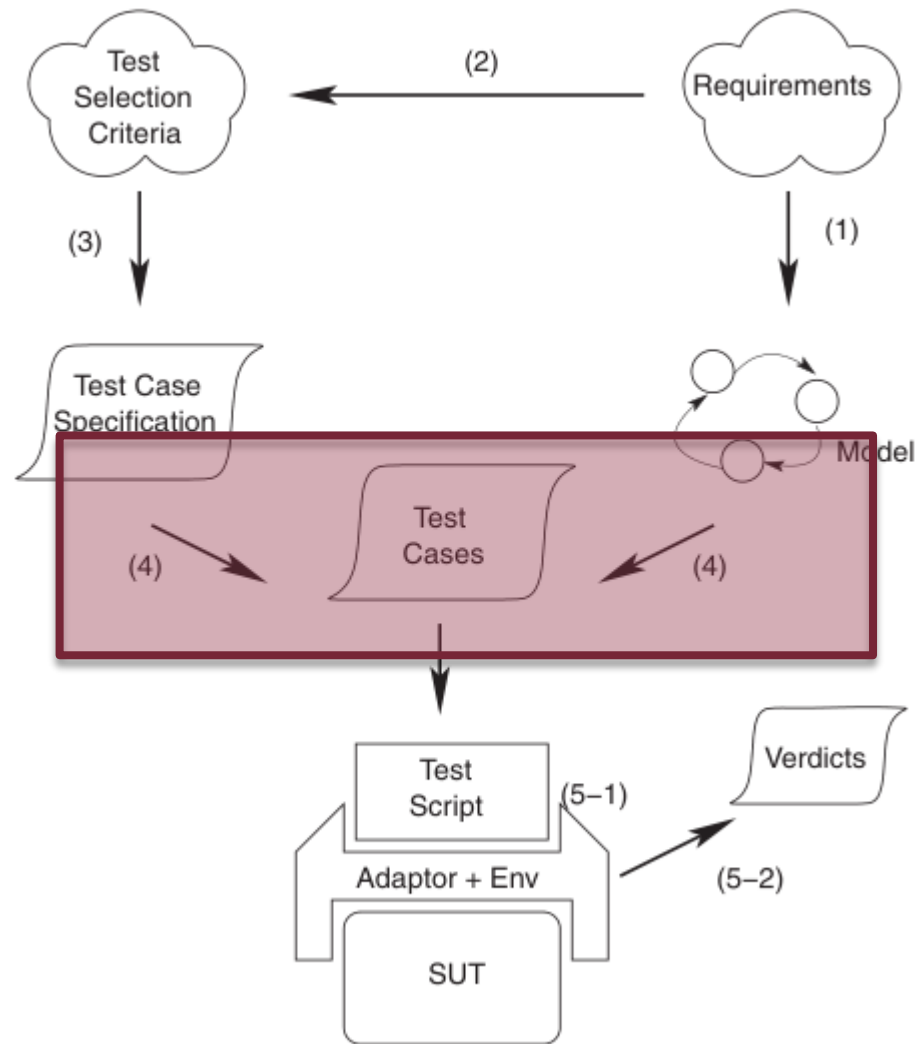 Test
Selection
Criteria
(2)
Requirements
(3)
(1)
Test Case
Specification
Model
Test
Cases
(4)
(4)
Test
Script
(5−1)
Verdicts
Adaptor + Env
(5−2)
SUT